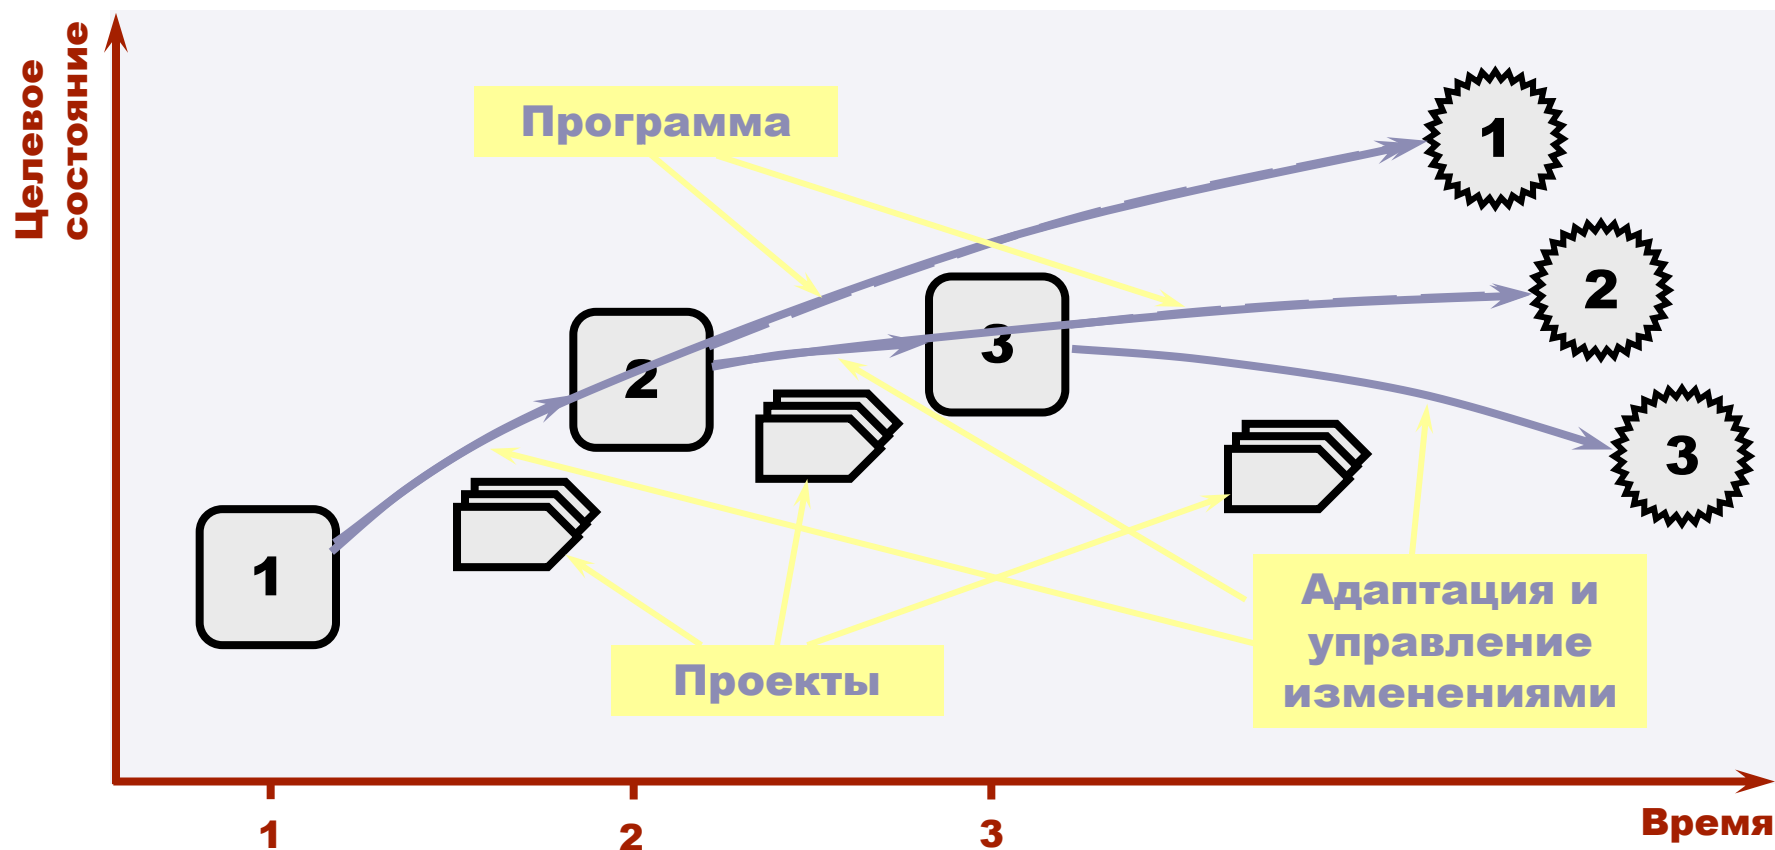 Целевое
состояние
Программа
1
2
3
2
3
1
Проекты
Адаптация и
управление
изменениями
1
2
3
Время